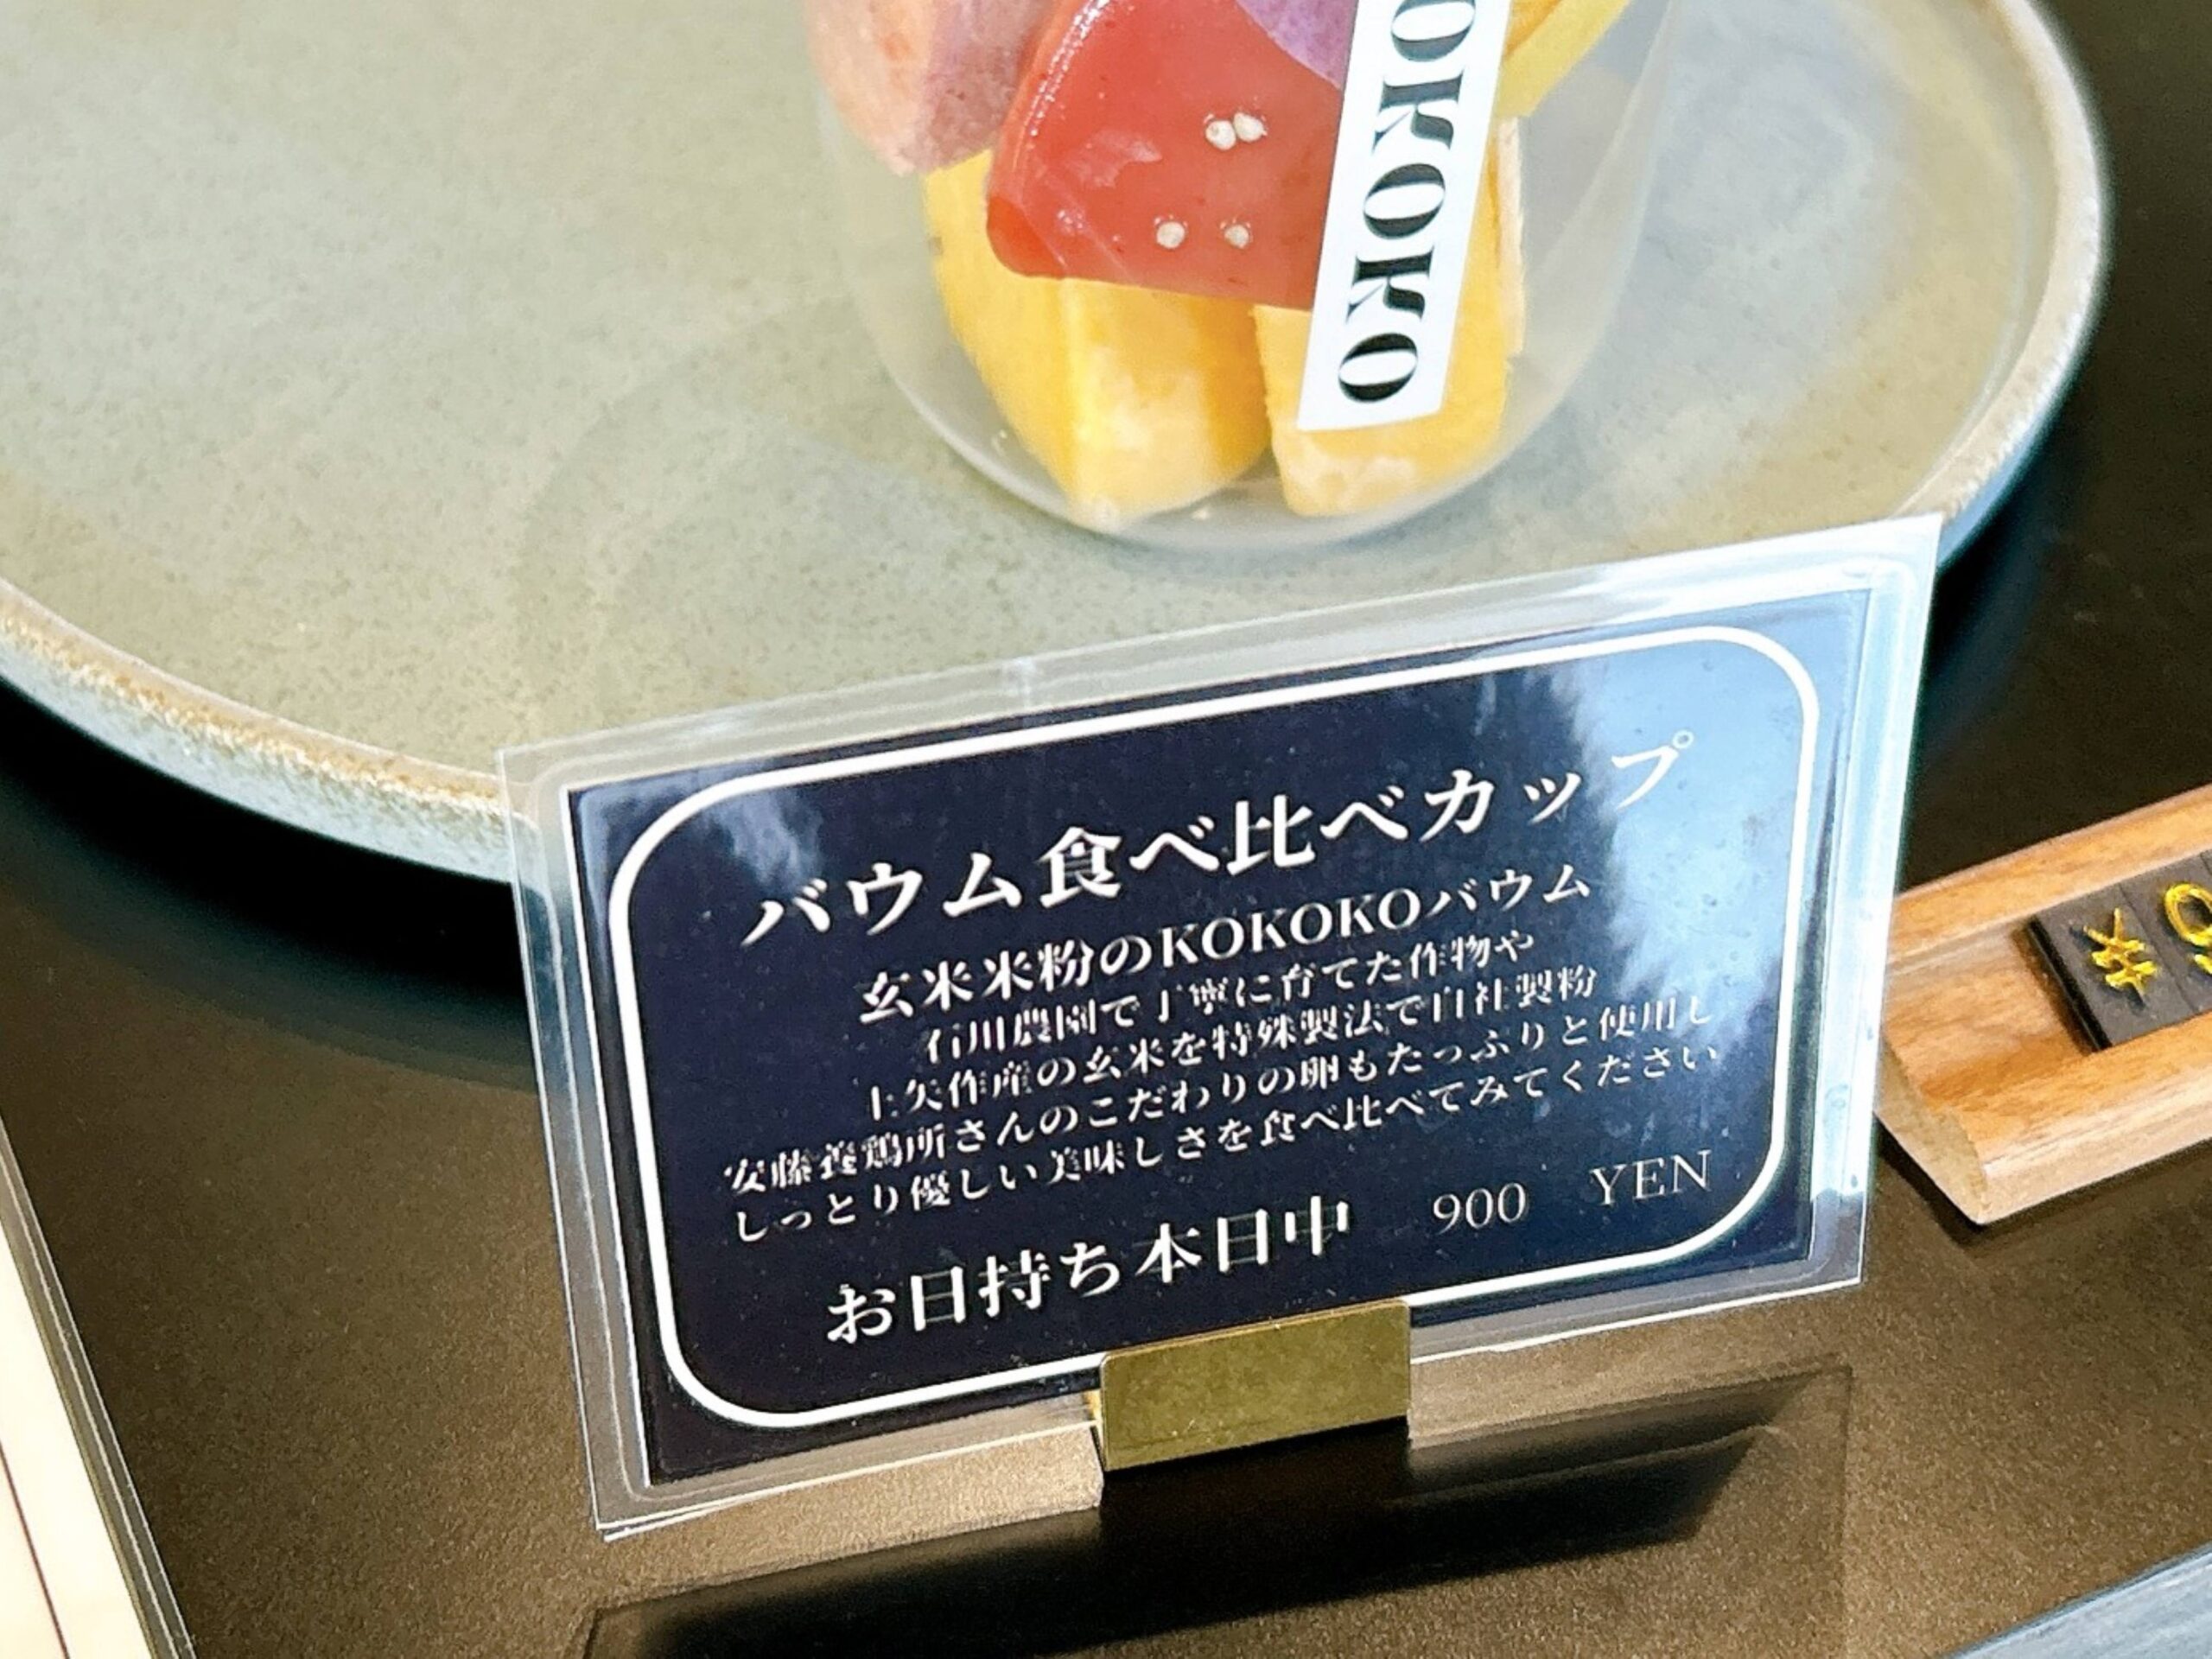 OKOKO
バウム食べ比べカップ
玄米米粉のKOKOKOバウム
石川農園で丁寧に育てた作物や
上矢作産の玄米を特殊製法で自社製粉
安藤養鶏所さんのこだわりの卵もたっぷりと使用し
しっとり優しい美味しさを食べ比べてみてください
お日持ち本日中 900 YEN
¥9